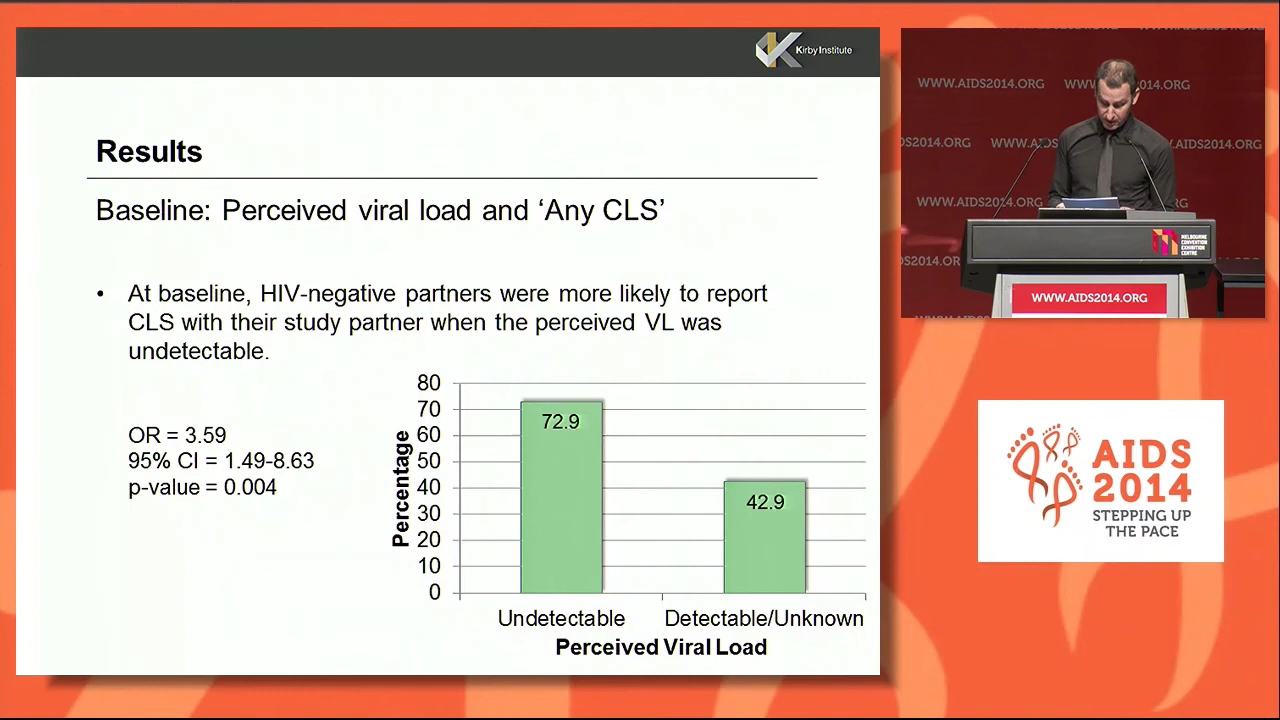 Kirby Institute
Results
Baseline: Perceived viral load and ‘Any CLS’
• At baseline, HIV-negative partners were more likely to report
CLS with their study partner when the perceived VL was
undetectable.
OR = 3.59
95% CI = 1.49-8.63
p-value = 0.004
Percentage
80
70
60
50
40
30
20
10
0
72.9
42.9
Undetectable
Detectable/Unknown
Perceived Viral Load
WWW.AIDS2014.ORG
WWW.AIDS2014.ORG
WWW.AIDS2014.ORG
MELBOURNE
CONVENTION
EXHIBITION
CENTRE
WWW.AIDS2014.ORG
AIDS
2014
STEPPING UP
THE PACE